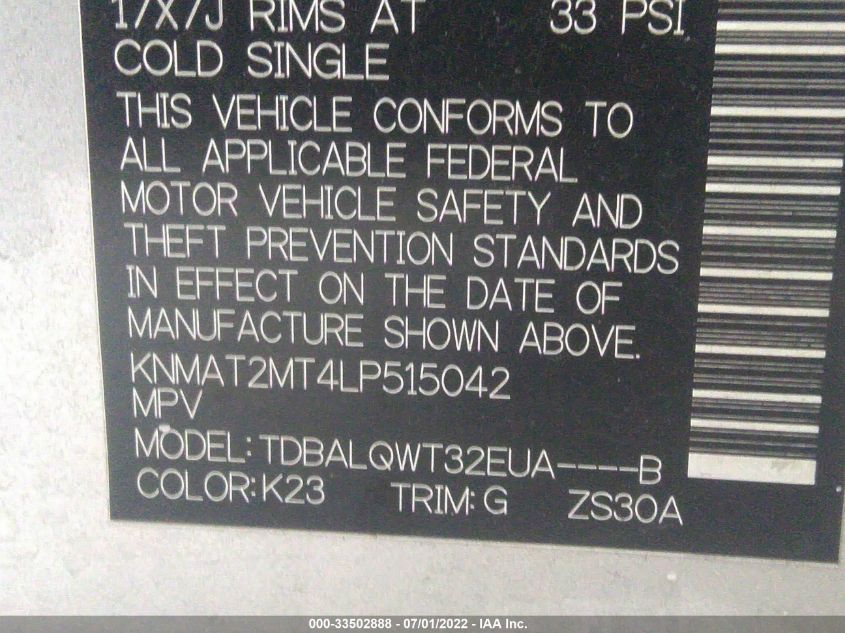 17X7J RIMS AT 33 PSI
COLD SINGLE
THIS VEHICLE CONFORMS TO
ALL APPLICABLE FEDERAL
MOTOR VEHICLE SAFETY AND
THEFT PREVENTION STANDARDS
IN EFFECT ON THE DATE OF
MANUFACTURE SHOWN ABOVE.
KNMAT2MT4LP515042
MPV
MODEL: TDBALQWT32EUA----B
COLOR: K23 TRIM: G ZS30A
000-33502888 - 07/01/2022 - IAA Inc.